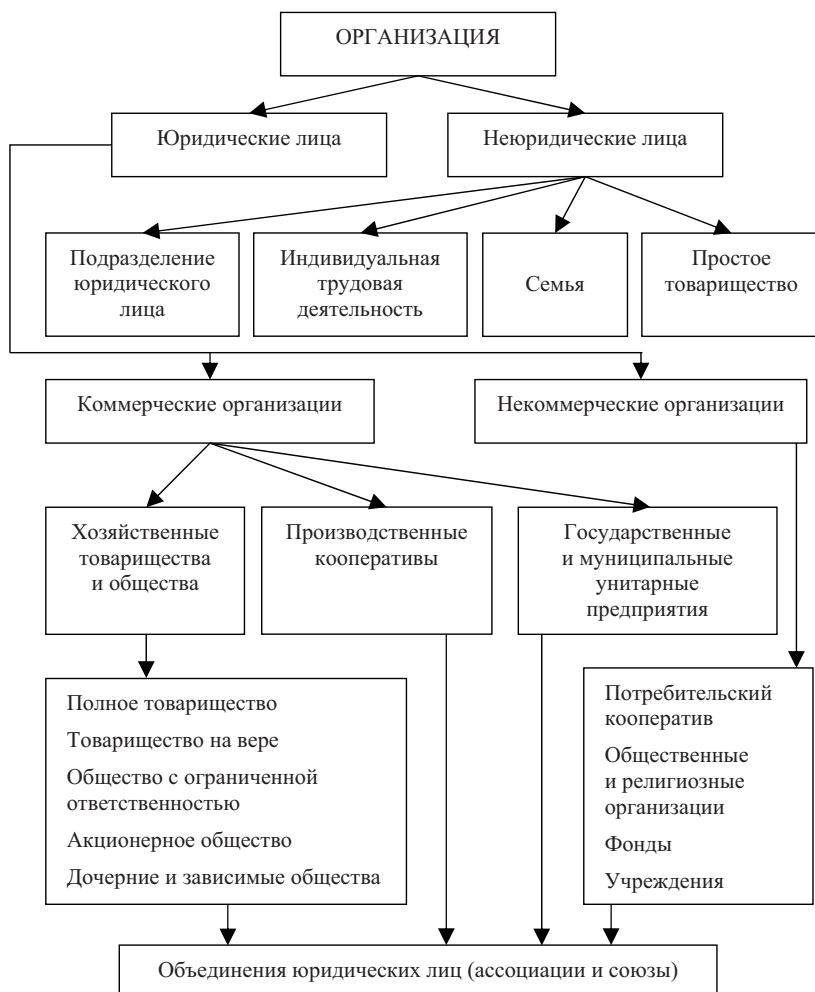 ОРГАНИЗАЦИЯ
Юридические лица
Неюридические лица
Подразделение
юридического
лица
Индивидуальная
трудовая
деятельность
Семья
Простое
товарищество
Коммерческие организации
Некоммерческие организации
Хозяйственные
товарищества
и общества
Производственные
кооперативы
Государственные
и муниципальные
унитарные
предприятия
Полное товарищество
Товарищество на вере
Общество с ограниченной
ответственностью
Акционерное общество
Дочерние и зависимые общества
Потребительский
кооператив
Общественные
и религиозные
организации
Фонды
Учреждения
Объединения юридических лиц (ассоциации и союзы)